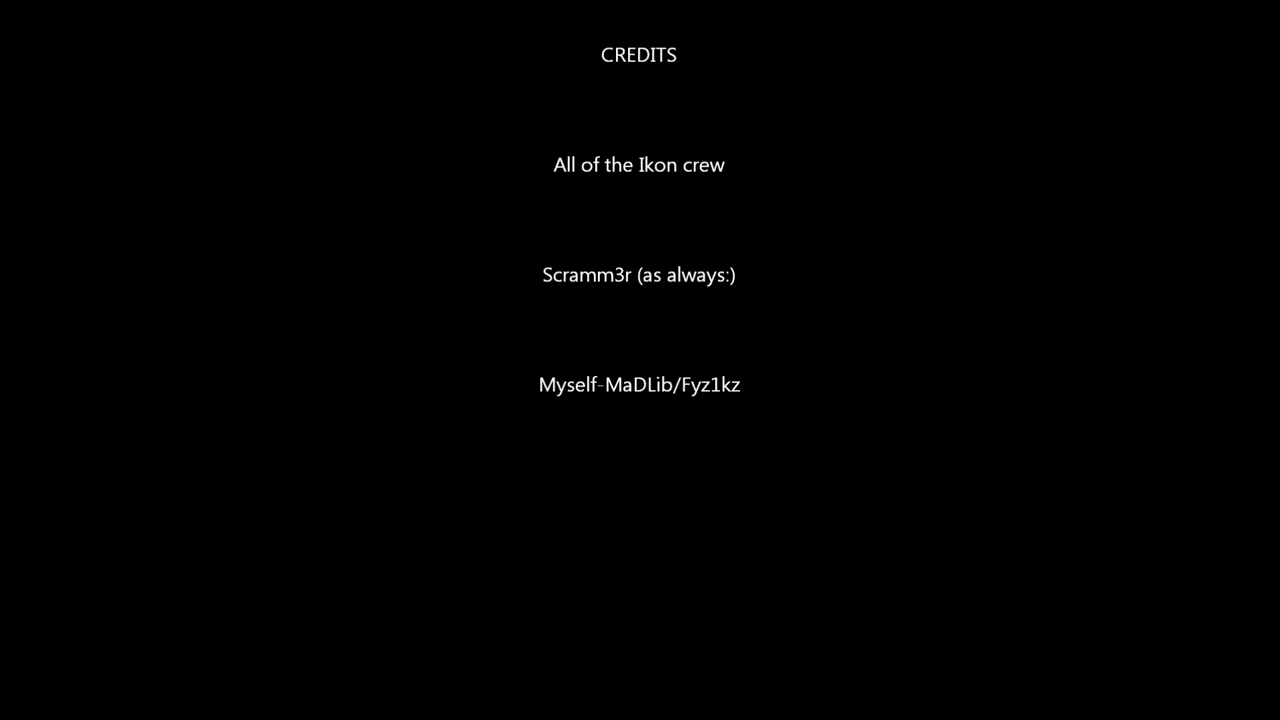 CREDITS
All of the Ikon crew
Scramm3r (as always:)
Myself-MaDLib/Fyz1kz